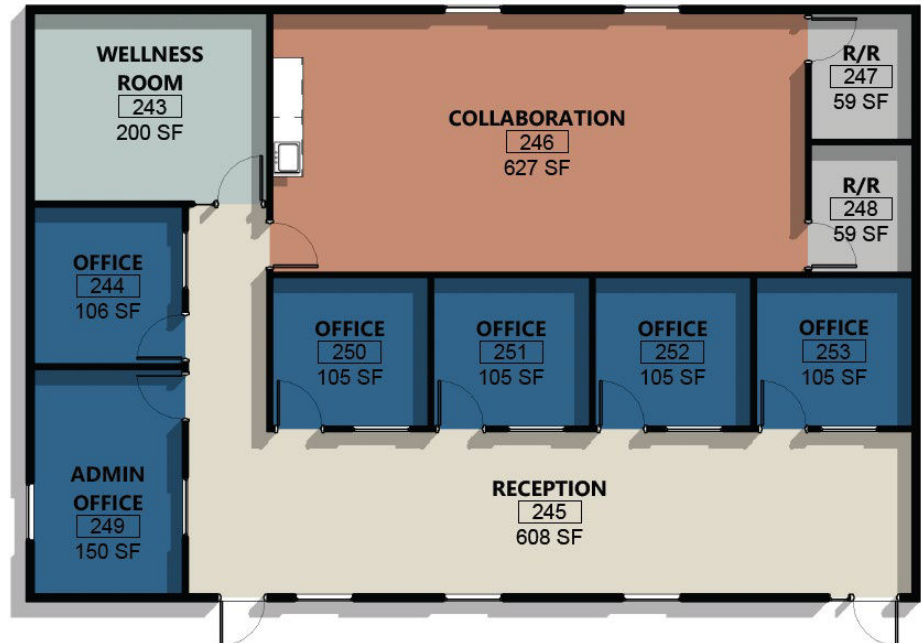 WELLNESS
ROOM
243
200 SF
COLLABORATION
246
627 SF
R/R
247
59 SF
R/R
248
59 SF
OFFICE
244
106 SF
OFFICE
250
105 SF
OFFICE
251
105 SF
OFFICE
252
105 SF
OFFICE
253
105 SF
ADMIN
OFFICE
249
150 SF
RECEPTION
245
608 SF